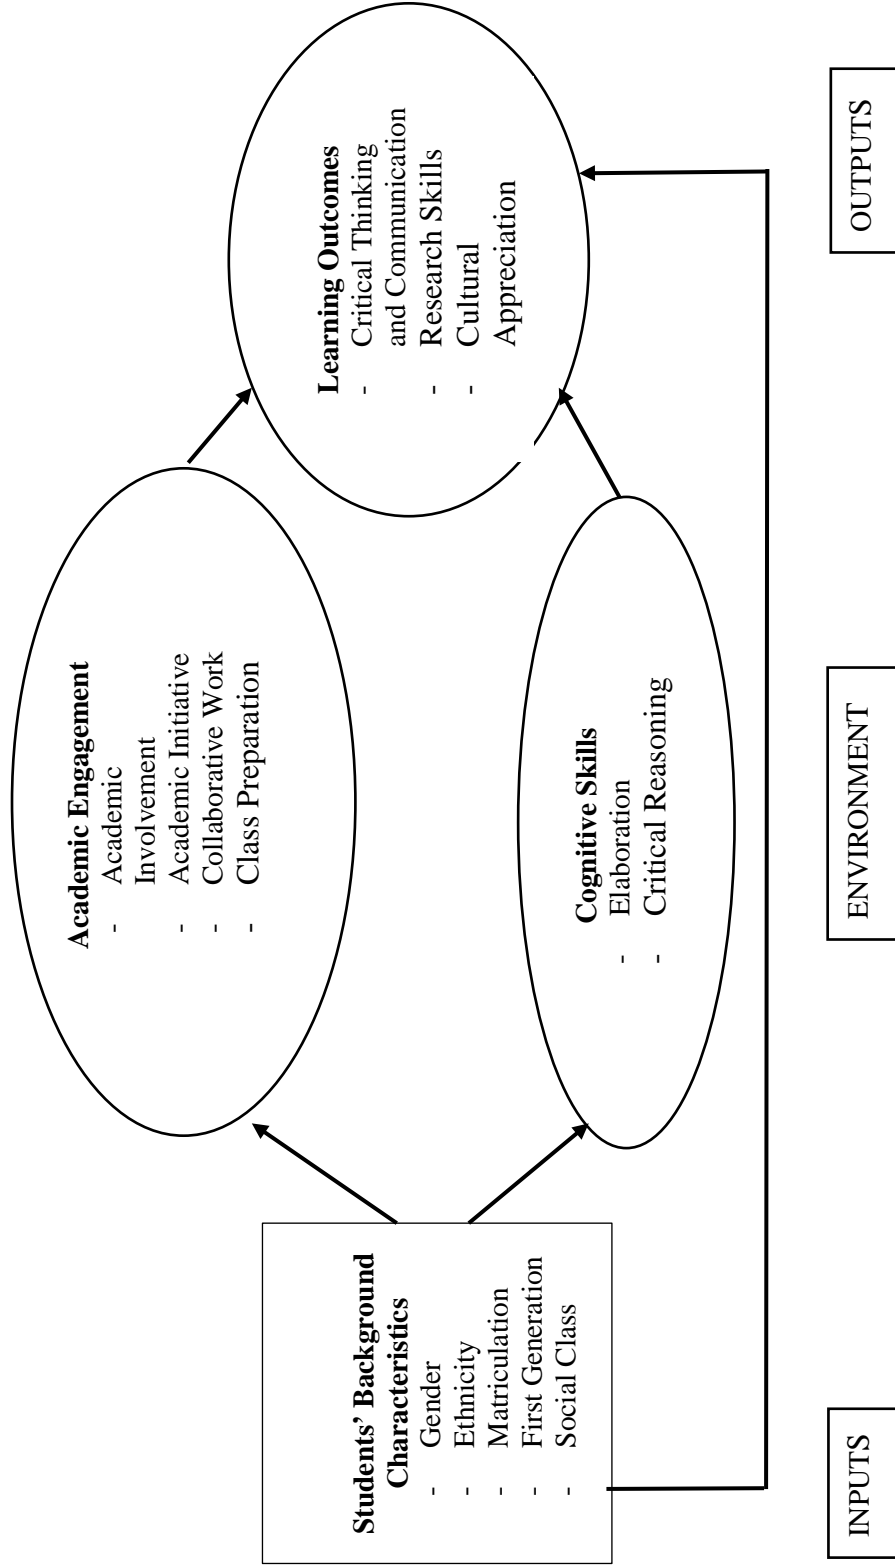 Students’ Background
Characteristics
- Gender
- Ethnicity
- Matriculation
- First Generation
- Social Class
Academic Engagement
- Academic
Involvement
- Academic Initiative
- Collaborative Work
- Class Preparation
Cognitive Skills
- Elaboration
- Critical Reasoning
Learning Outcomes
- Critical Thinking
and Communication
- Research Skills
- Cultural
Appreciation
INPUTS
ENVIRONMENT
OUTPUTS